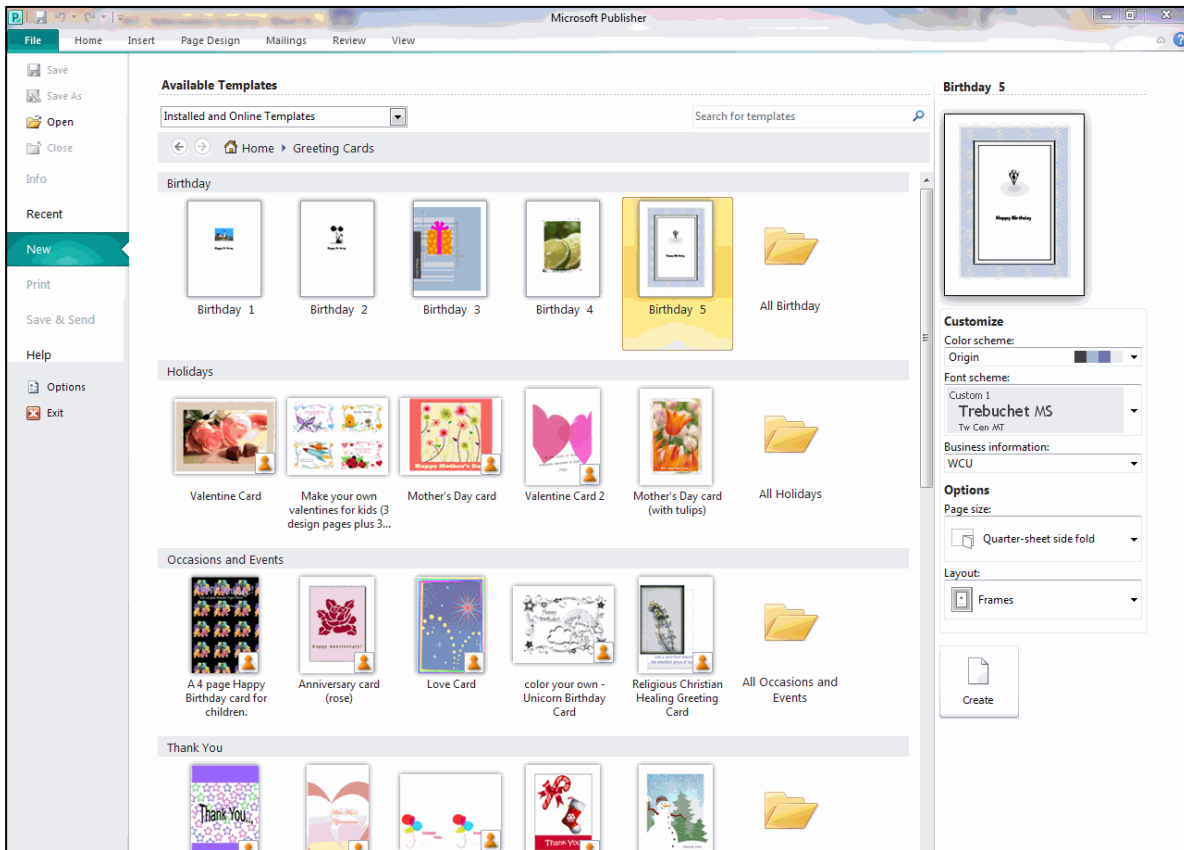 Microsoft Publisher
File Home Insert Page Design Mailings Review View
Save
Save As
Open
Close
Info
Recent
New
Print
Save & Send
Help
Options
Exit
Available Templates
Installed and Online Templates
Search for templates
Home Greeting Cards
Birthday
Birthday 1
Birthday 2
Birthday 3
Birthday 4
Birthday 5
All Birthday
Holidays
Happy Mother's Da
Valentine Card
Make your own
valentines for kids (3
design pages plus 3...
Mother's Day card
Valentine Card 2
Mother's Day card
(with tulips)
All Holidays
Occasions and Events
Happy Anniversary!
A 4 page Happy
Birthday card for
children.
Anniversary card
(rose)
Love Card
color your own -
Unicorn Birthday
Card
Religious Christian
Healing Greeting
Card
All Occasions and
Events
Thank You
Thank You...
Thank You
Birthday 5
Happy Birthday
Customize
Color scheme:
Origin
Font scheme:
Custom 1
Trebuchet MS
Tw Cen MT
Business information:
WCU
Options
Page size:
Quarter-sheet side fold
Layout:
Frames
Create